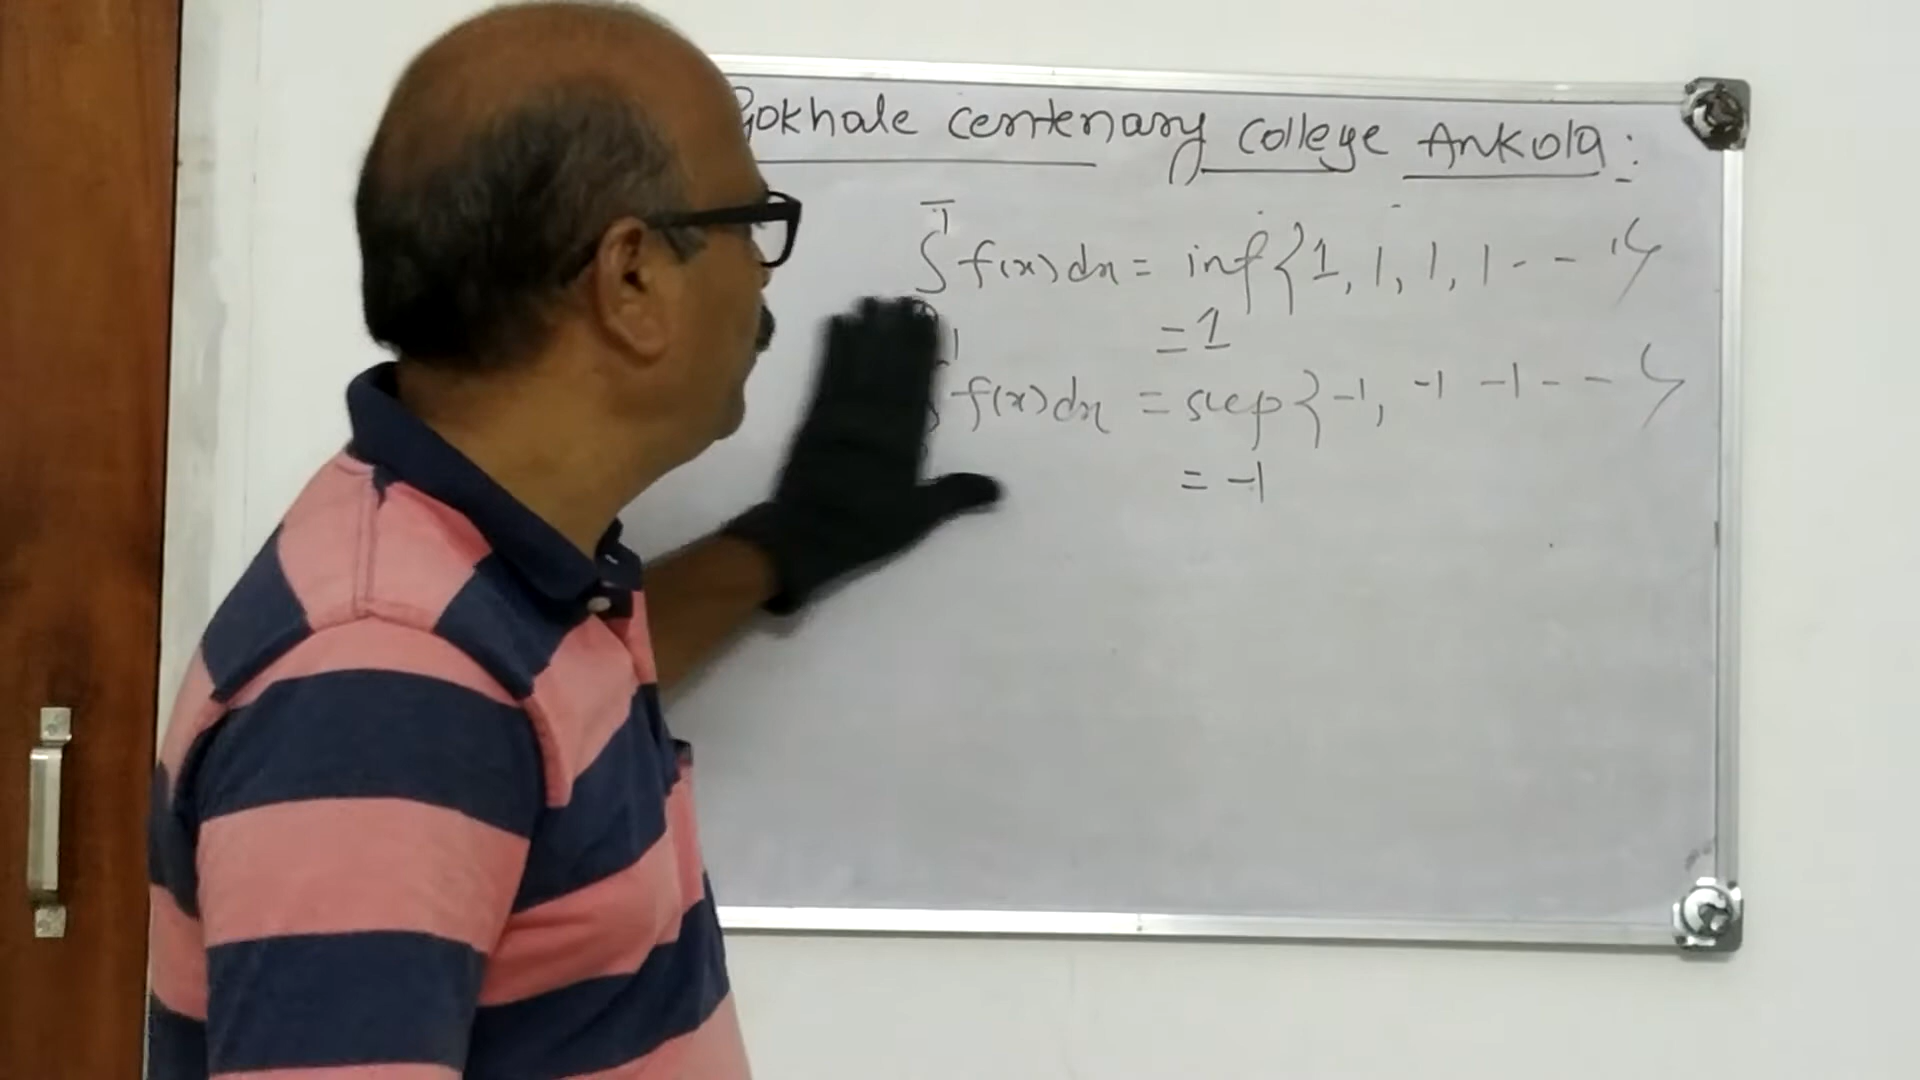 Gokhale Centenary College Ankola:
∫ f(x) dx = inf {1, 1, 1, 1 - - - }
= 1
∫ f(x) dx = sup {-1, -1 -1 - - }
= -1